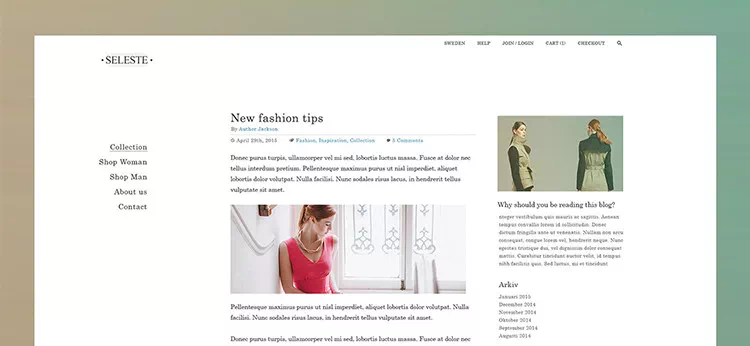 SWEDEN HELP JOIN / LOGIN CART (1) CHECKOUT
• SELESTE •
Collection
Shop Woman
Shop Man
About us
Contact
New fashion tips
By Author Jackson
April 29th, 2015 Fashion, Inspiration, Collection 3 Comments
Donec purus turpis, ullamcorper vel mi sed, lobortis luctus massa. Fusce at dolor nec
tellus interdum pretium. Pellentesque maximus purus ut nisl imperdiet, aliquet
lobortis dolor volutpat. Nulla facilisi. Nunc sodales risus lacus, in hendrerit tellus
vulputate sit amet.
Pellentesque maximus purus ut nisl imperdiet, aliquet lobortis dolor volutpat. Nulla
facilisi. Nunc sodales risus lacus, in hendrerit tellus vulputate sit amet.
Donec purus turpis, ullamcorper vel mi sed, lobortis luctus massa. Fusce at dolor nec
Why should you be reading this blog?
nteger vestibulum quis mauris ac sagittis. Aenean
tempus convallis lorem id sollicitudin. Donec
dictum fringilla ante at venenatis. Nullam non arcu
consequat, congue lorem vel, hendrerit neque. Nunc
egestas tristique dui, vel dignissim dolor consequat
mattis. Curabitur tincidunt auctor velit, id tempus
nibh facilisis quis. Sed luctus, mi et tincidunt
Arkiv
Januari 2015
December 2014
November 2014
Oktober 2014
September 2014
Augusti 2014